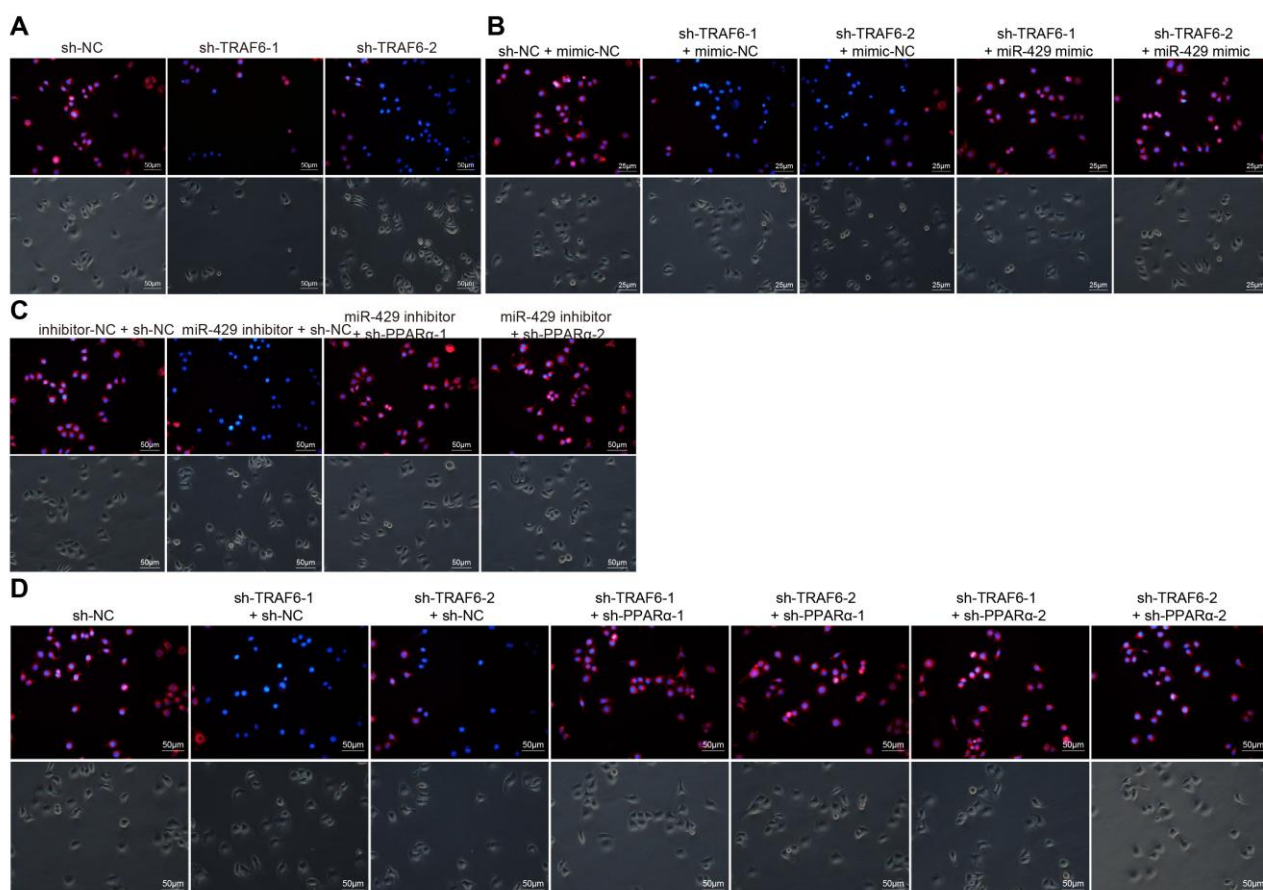 A
sh-NC
sh-TRAF6-1
sh-TRAF6-2
50μm
50μm
50μm
50μm
50μm
50μm
B
sh-NC + mimic-NC
sh-TRAF6-1
+ mimic-NC
sh-TRAF6-2
+ mimic-NC
sh-TRAF6-1
+ miR-429 mimic
sh-TRAF6-2
+ miR-429 mimic
25μm
25μm
25μm
25μm
25μm
25μm
25μm
25μm
25μm
25μm
C
inhibitor-NC + sh-NC
miR-429 inhibitor + sh-NC
miR-429 inhibitor
+ sh-PPARα-1
miR-429 inhibitor
+ sh-PPARα-2
50μm
50μm
50μm
50μm
50μm
50μm
50μm
50μm
D
sh-NC
sh-TRAF6-1
+ sh-NC
sh-TRAF6-2
+ sh-NC
sh-TRAF6-1
+ sh-PPARα-1
sh-TRAF6-2
+ sh-PPARα-1
sh-TRAF6-1
+ sh-PPARα-2
sh-TRAF6-2
+ sh-PPARα-2
50μm
50μm
50μm
50μm
50μm
50μm
50μm
50μm
50μm
50μm
50μm
50μm
50μm
50μm